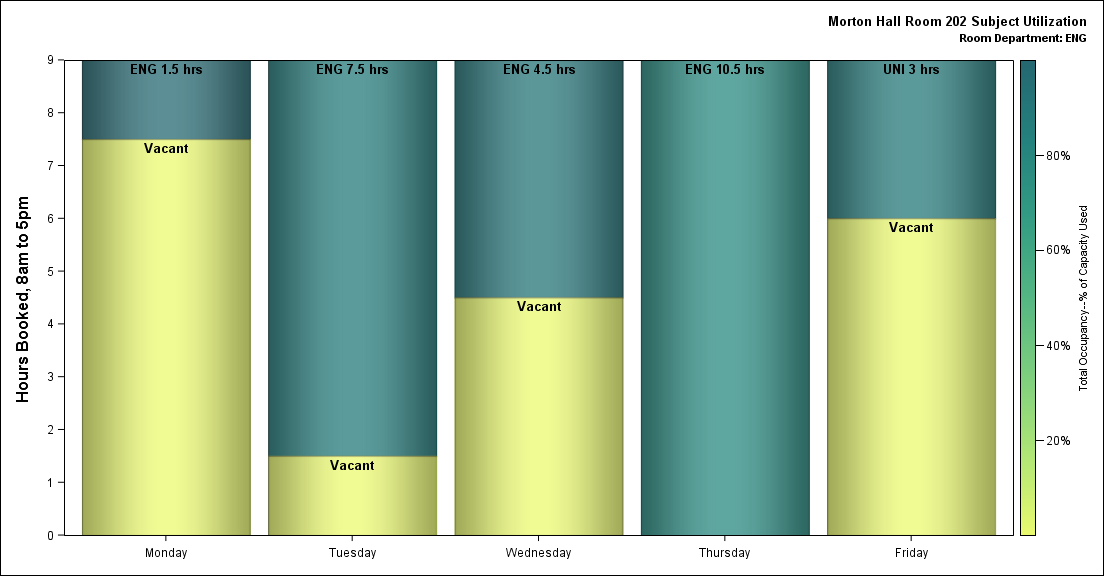 Morton Hall Room 202 Subject Utilization
Room Department: ENG
Hours Booked, 8am to 5pm
9
8
7
6
5
4
3
2
1
0
ENG 1.5 hrs
Vacant
ENG 7.5 hrs
Vacant
ENG 4.5 hrs
Vacant
ENG 10.5 hrs
UNI 3 hrs
Vacant
Monday
Tuesday
Wednesday
Thursday
Friday
80%
60%
40%
20%
Total Occupancy--% of Capacity Used